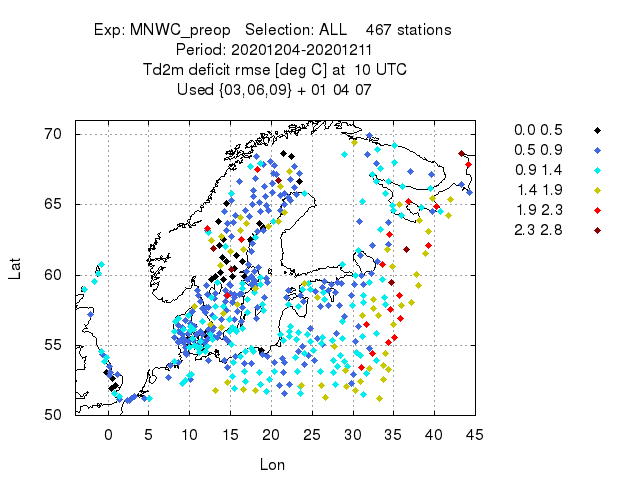 Exp: MNWC_preop Selection: ALL 467 stations
Period: 20201204-20201211
Td2m deficit rmse [deg C] at 10 UTC
Used {03,06,09} + 01 04 07
0.0 0.5
0.5 0.9
0.9 1.4
1.4 1.9
1.9 2.3
2.3 2.8
70
65
60
55
50
Lat
0 5 10 15 20 25 30 35 40 45
Lon